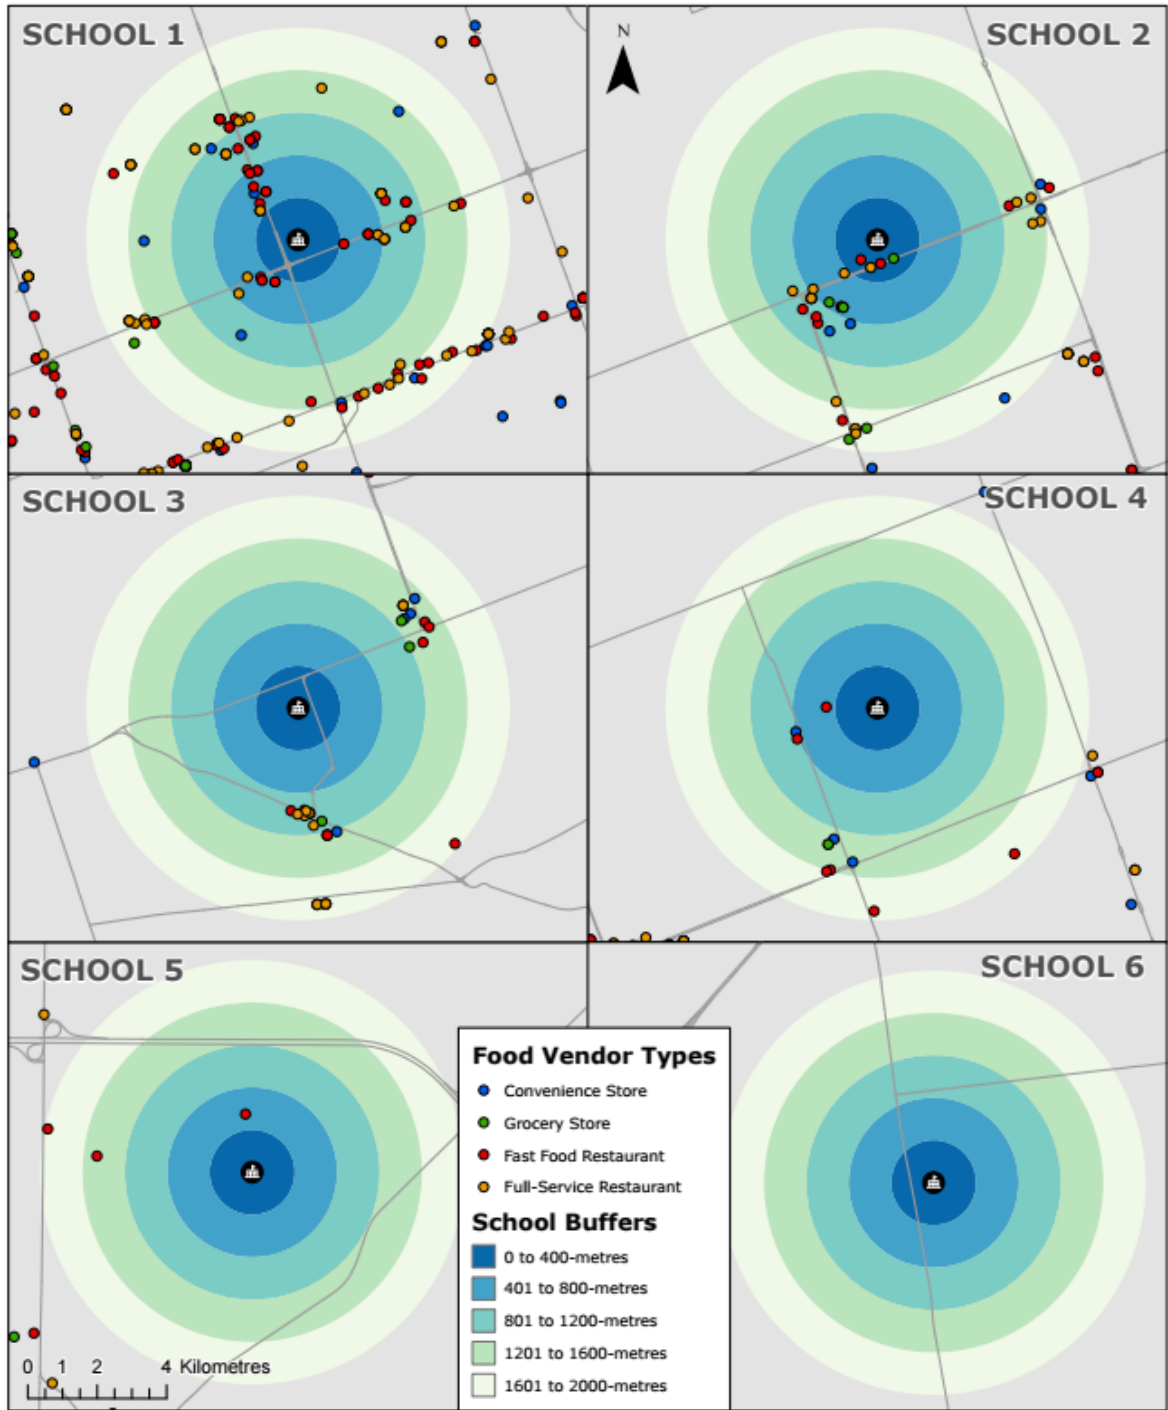 SCHOOL 1
N
SCHOOL 2
SCHOOL 3
SCHOOL 4
SCHOOL 5
SCHOOL 6
Food Vendor Types
Convenience Store
Grocery Store
Fast Food Restaurant
Full-Service Restaurant
School Buffers
0 to 400-metres
401 to 800-metres
801 to 1200-metres
1201 to 1600-metres
1601 to 2000-metres
0 1 2 4 Kilometres